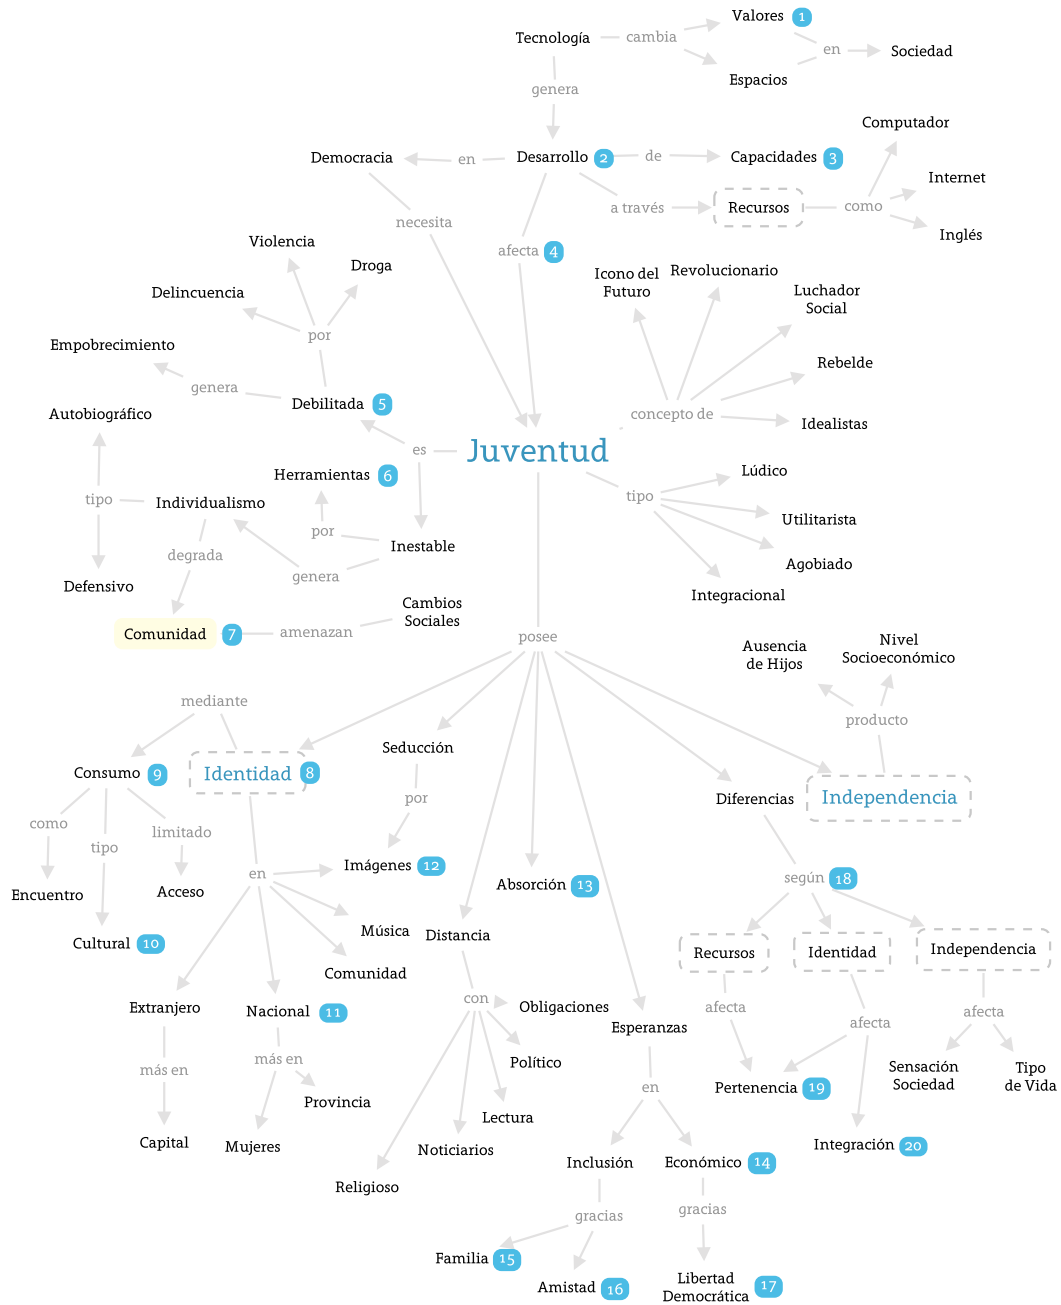 Valores 1
Tecnología cambia
en Sociedad
Espacios
genera
Computador
Democracia en Desarrollo 2 de Capacidades 3
Internet
a través Recursos como
necesita
Inglés
Violencia
afecta 4
Droga
Icono del
Futuro
Revolucionario
Luchador
Social
Delincuencia
por
Empobrecimiento
Rebelde
genera
Debilitada 5
Autobiográfico
concepto de
Idealistas
es
Juventud
Herramientas 6
Lúdico
tipo
Individualismo
tipo
Utilitarista
por
Inestable
degrada
Agobiado
genera
Defensivo
Integracional
Cambios
Sociales
Comunidad 7 amenazan
posee
Ausencia
de Hijos
Nivel
Socioeconómico
mediante
producto
Seducción
Consumo 9
Identidad 8
por
Diferencias
Independencia
como
limitado
tipo
Imágenes 12
en
según 18
Absorción 13
Encuentro
Acceso
Música
Distancia
Cultural 10
Recursos
Identidad
Independencia
Comunidad
con
Obligaciones
Extranjero
Nacional 11
afecta
afecta
afecta
Esperanzas
más en
más en
Político
Sensación
Sociedad
Tipo
de Vida
en
Pertenencia 19
Provincia
Lectura
Capital
Mujeres
Noticiarios
Integración 20
Inclusión
Económico 14
Religioso
gracias
gracias
Familia 15
Amistad 16
Libertad
Democrática 17